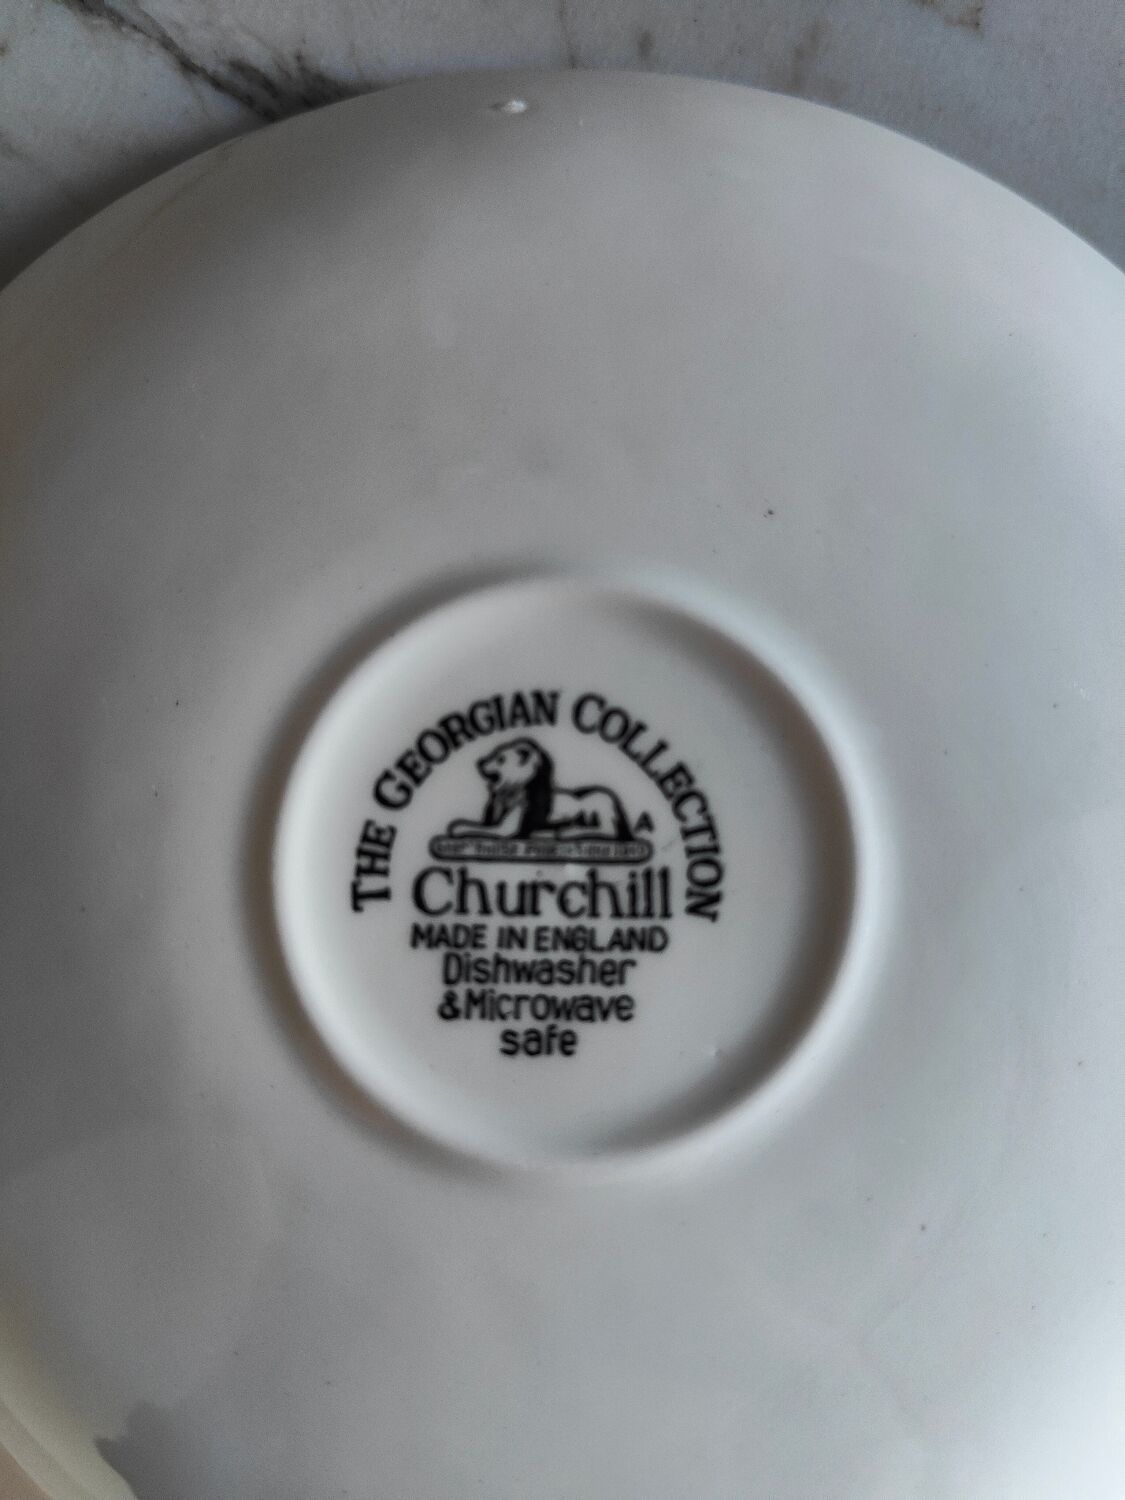 THE GEORGIAN COLLECTION
Churchill
MADE IN ENGLAND
Dishwasher
&Microwave
safe